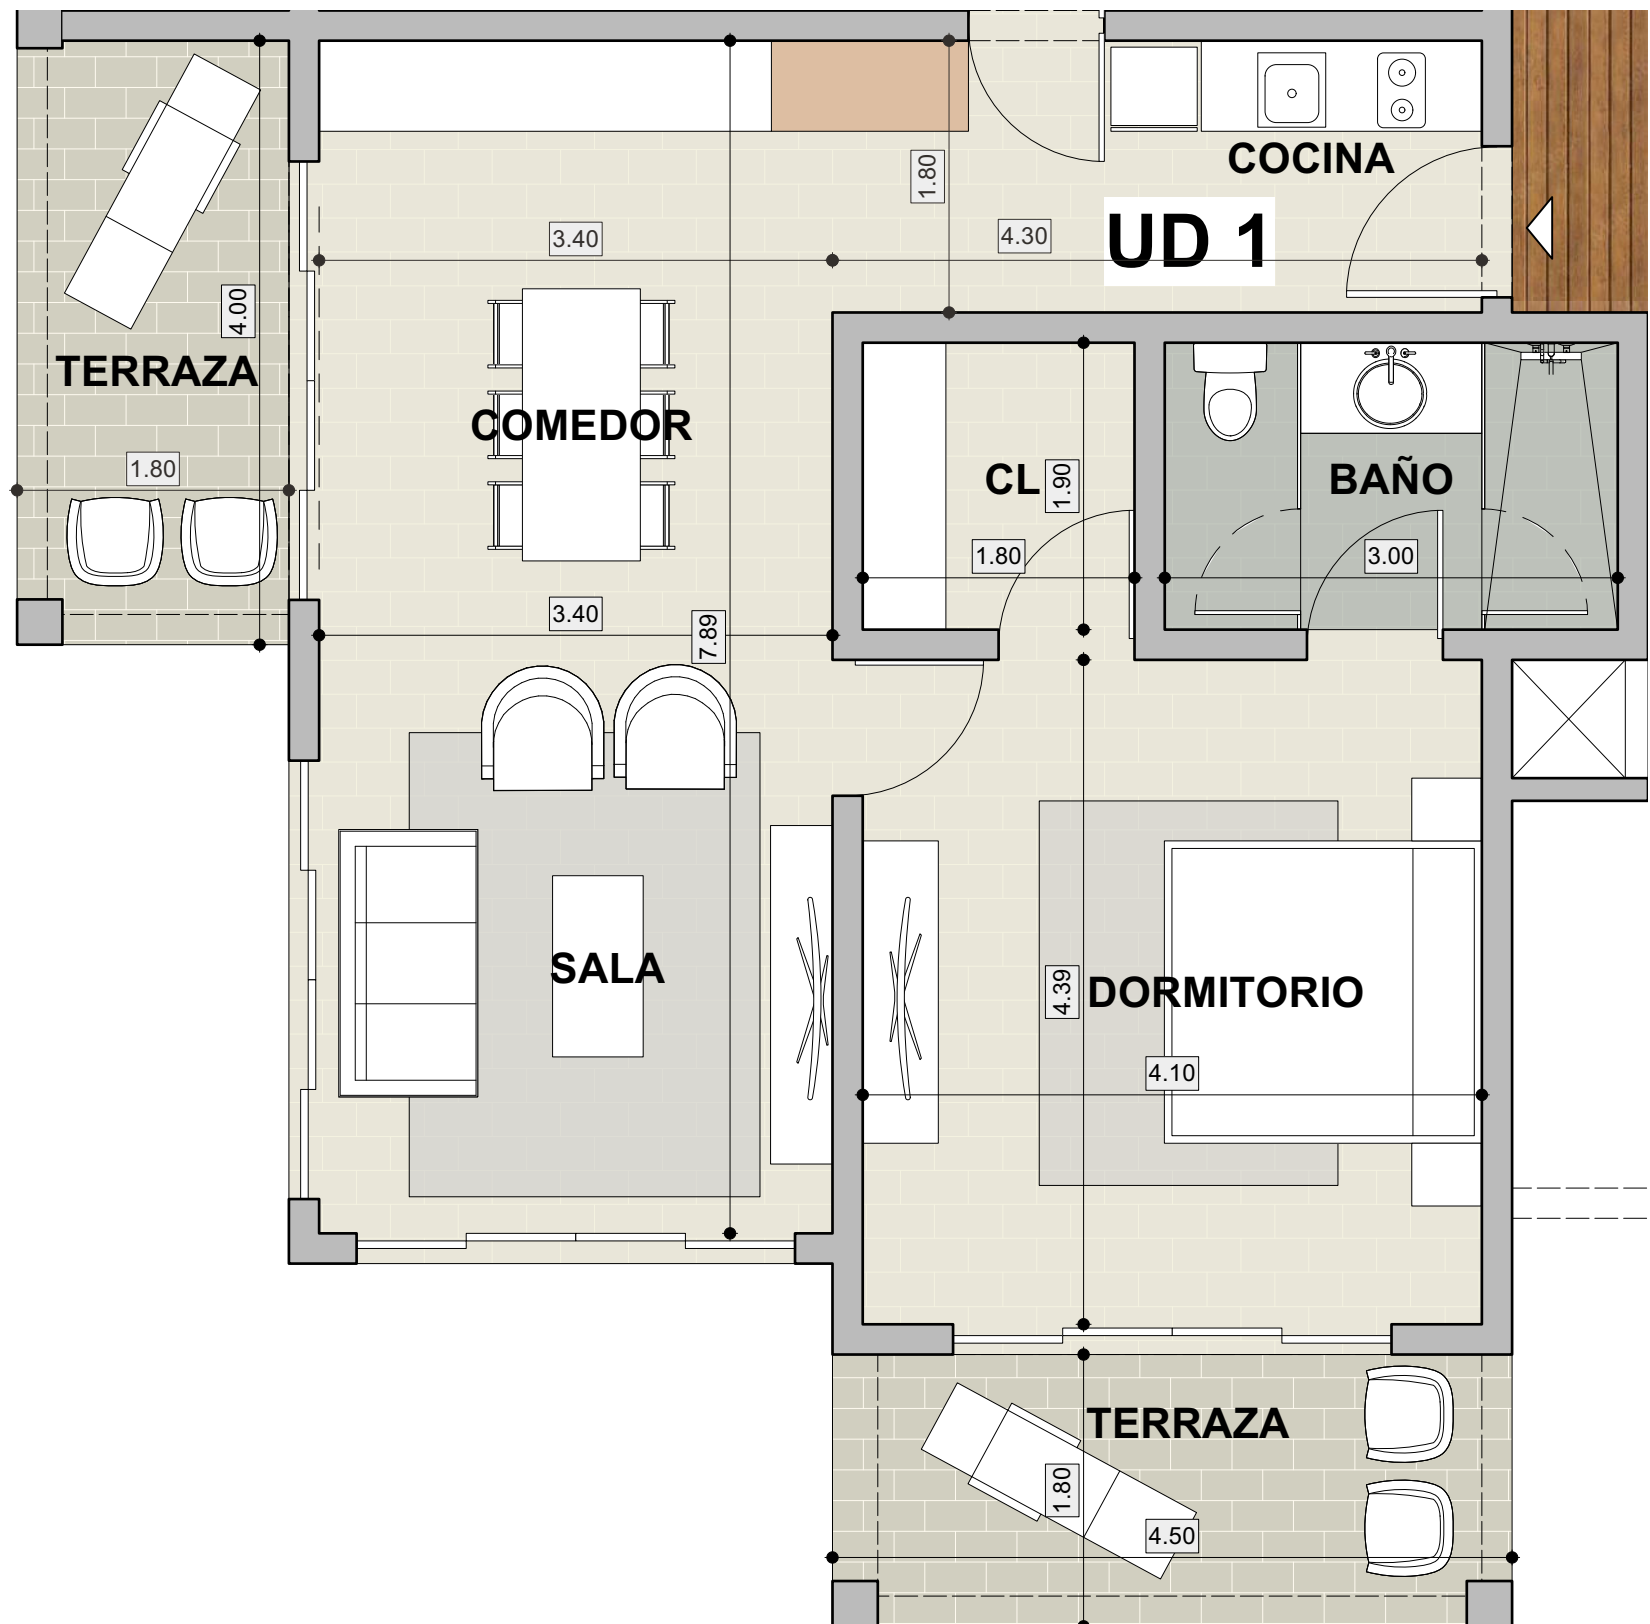 COCINA
1.80
UD 1
3.40
4.30
4.00
TERRAZA
COMEDOR
1.80
CL
1.90
BAÑO
1.80
3.00
3.40
7.89
SALA
4.39
DORMITORIO
4.10
TERRAZA
1.80
4.50